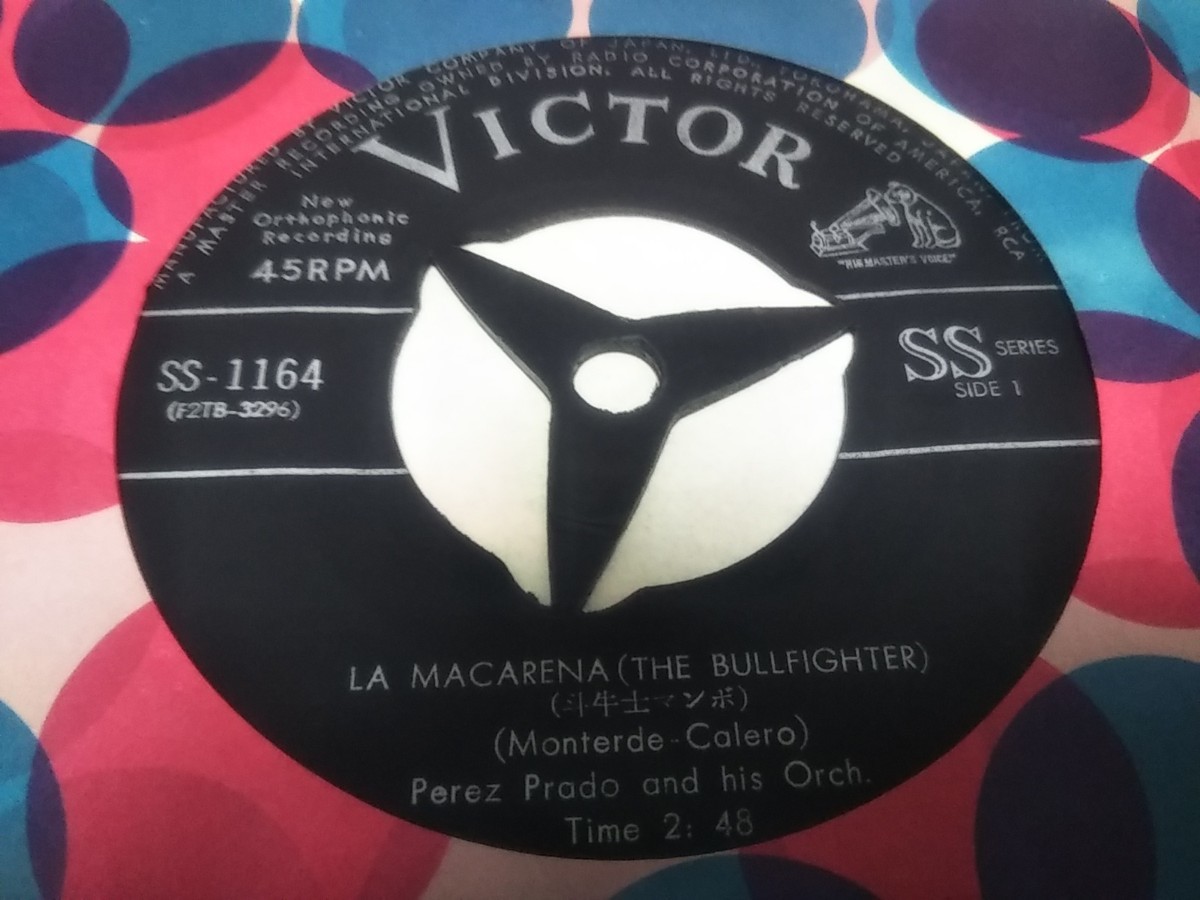 MANUFACTURED BY VICTOR COMPANY OF JAPAN, LTD., YOKOHAMA, JAPAN FROM
A MASTER RECORDING OWNED BY RADIO CORPORATION OF AMERICA, RCA
INTERNATIONAL DIVISION. ALL RIGHTS RESERVED
VICTOR
New
Orthophonic
Recording
45RPM
"HIS MASTER'S VOICE"
SS-1164
(F2TB-3296)
SS SERIES
SIDE 1
LA MACARENA (THE BULLFIGHTER)
(斗牛士マンボ)
(Monterde-Calero)
Perez Prado and his Orch.
Time 2: 48